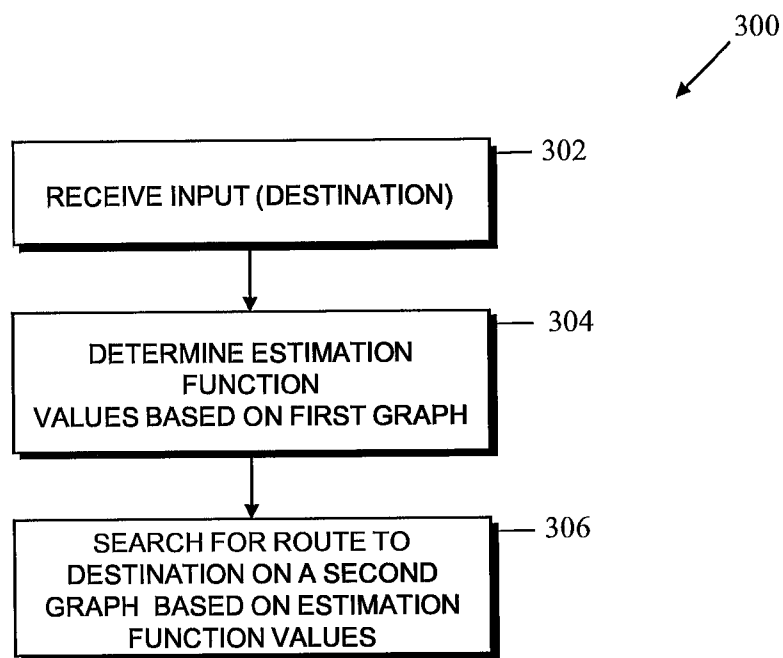 300
302
RECEIVE INPUT (DESTINATION)
304
DETERMINE ESTIMATION
FUNCTION
VALUES BASED ON FIRST GRAPH
306
SEARCH FOR ROUTE TO
DESTINATION ON A SECOND
GRAPH BASED ON ESTIMATION
FUNCTION VALUES